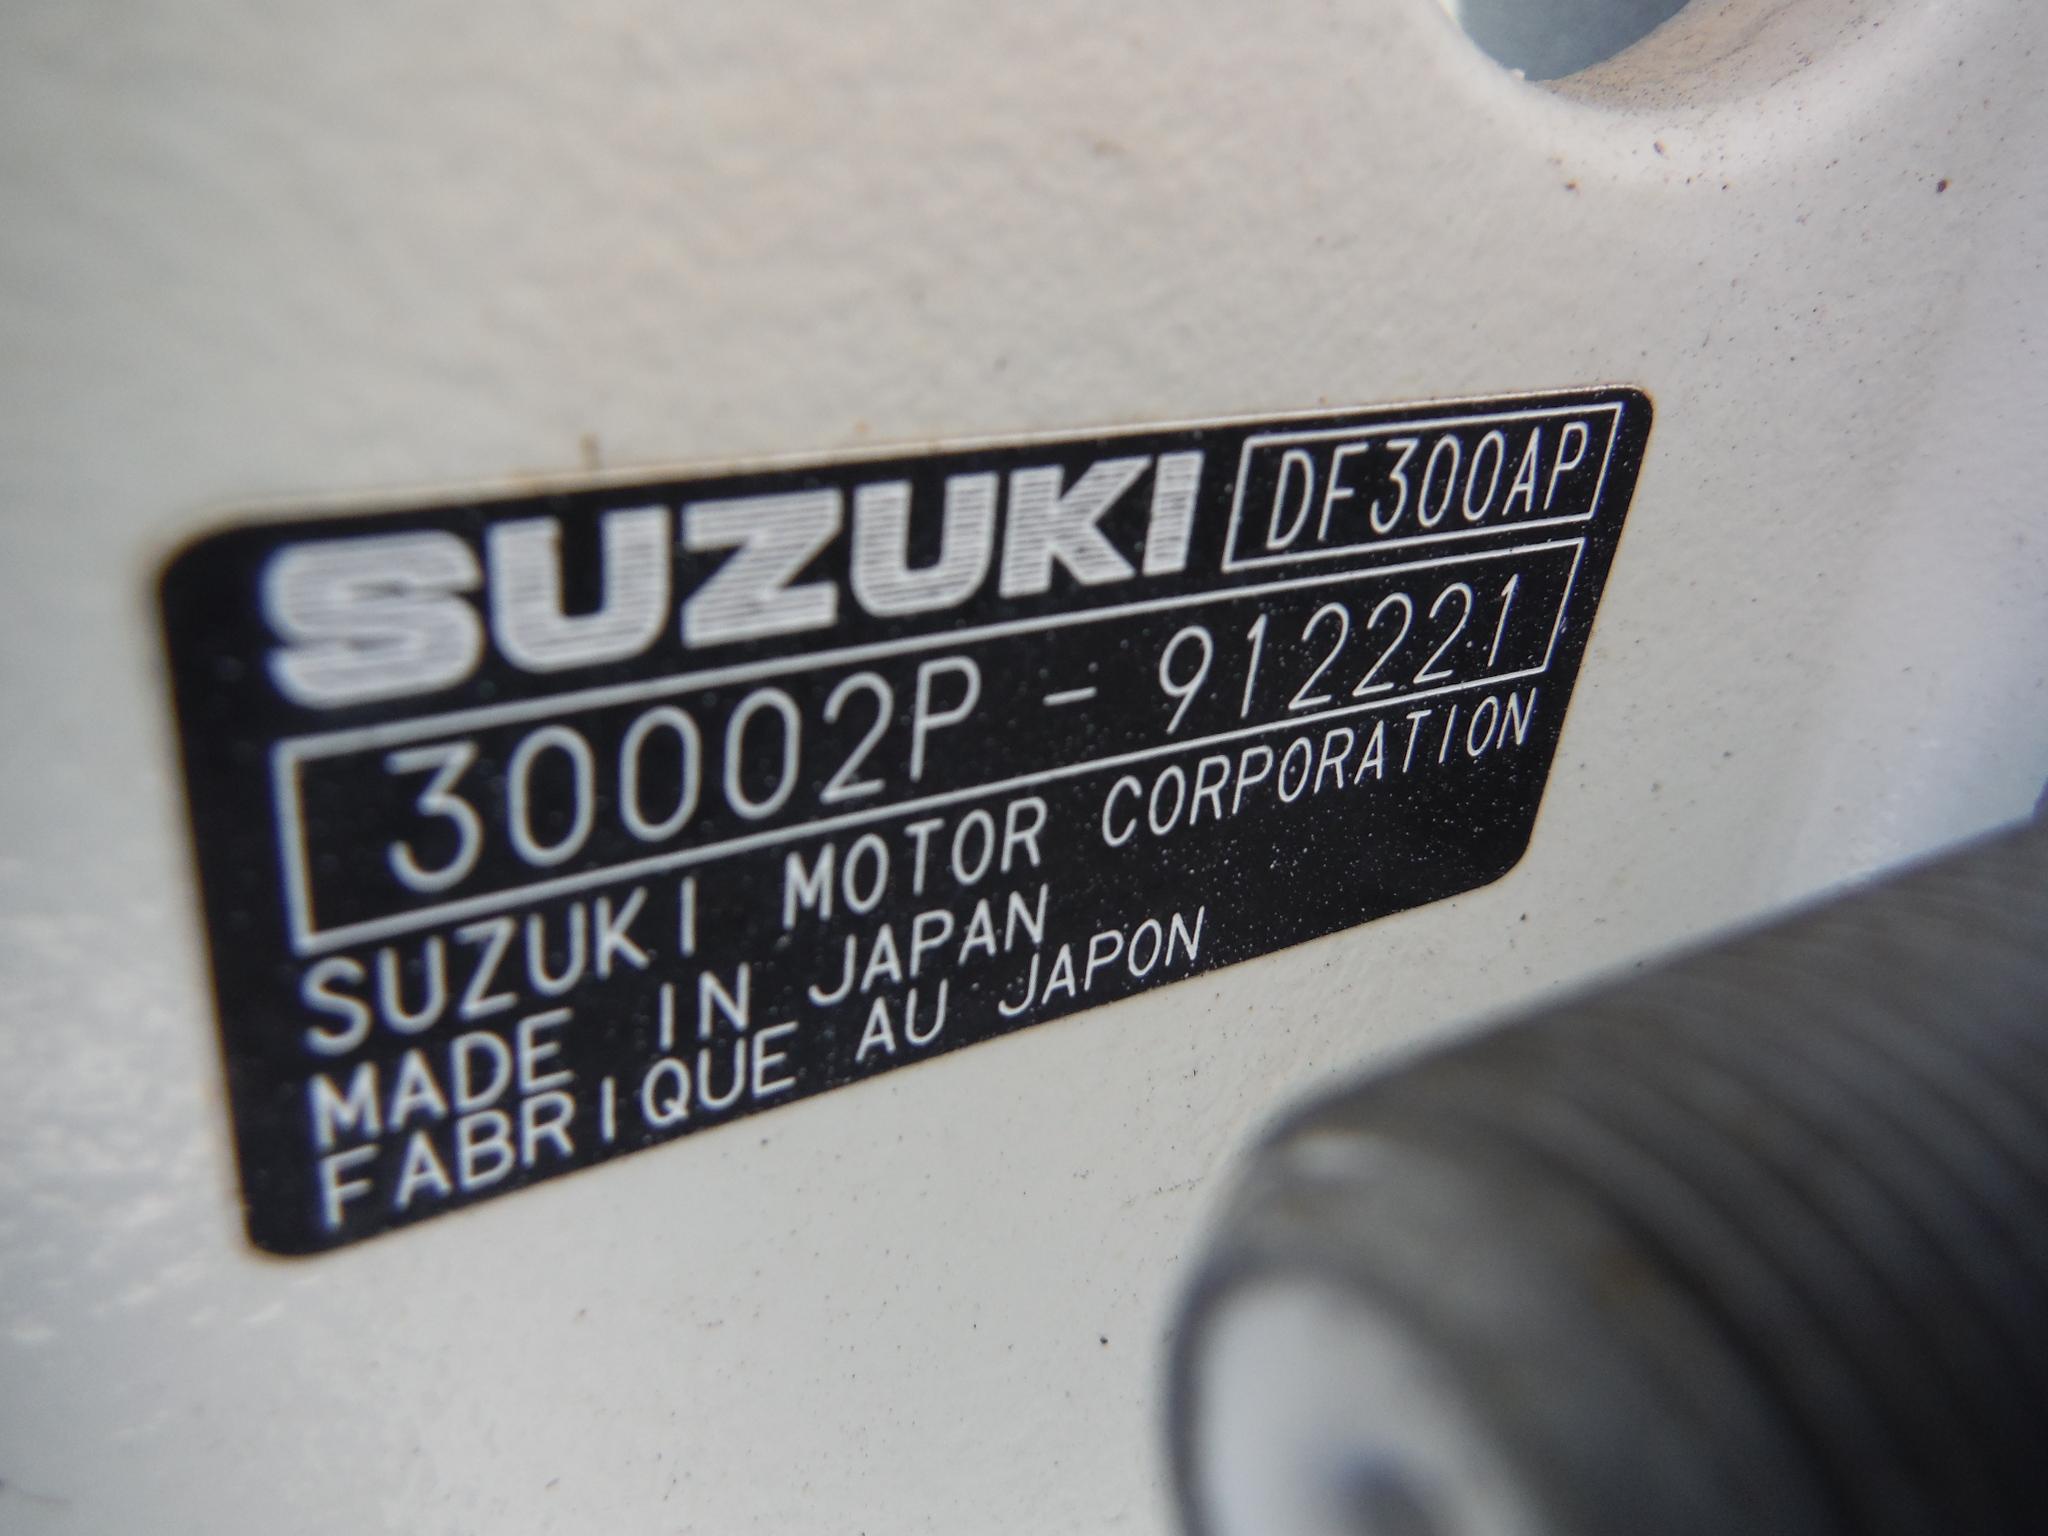 SUZUKI DF300AP
30002P-912221
SUZUKI MOTOR CORPORATION
MADE IN JAPAN
FABRIQUE AU JAPON